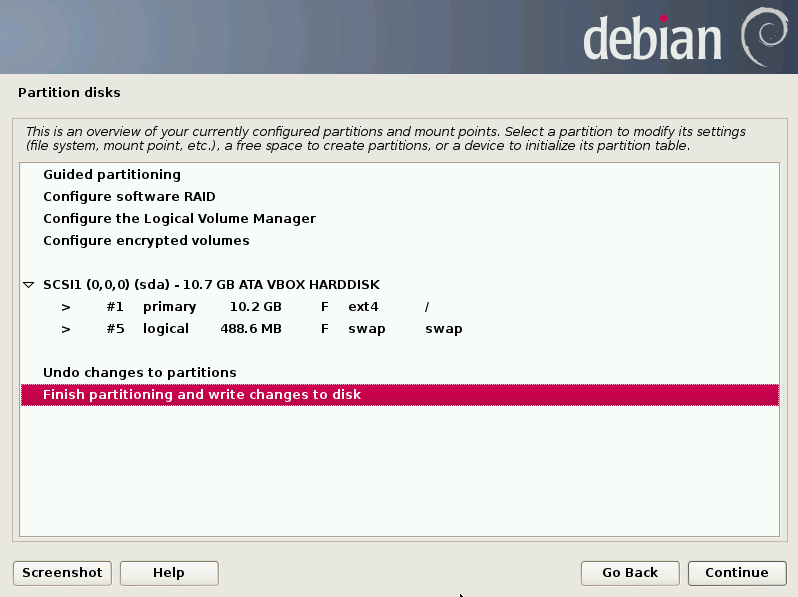 debian
Partition disks
This is an overview of your currently configured partitions and mount points. Select a partition to modify its settings
(file system, mount point, etc.), a free space to create partitions, or a device to initialize its partition table.
Guided partitioning
Configure software RAID
Configure the Logical Volume Manager
Configure encrypted volumes
SCSI1 (0,0,0) (sda) - 10.7 GB ATA VBOX HARDDISK
> #1 primary 10.2 GB F ext4 /
> #5 logical 488.6 MB F swap swap
Undo changes to partitions
Finish partitioning and write changes to disk
Screenshot Help Go Back Continue